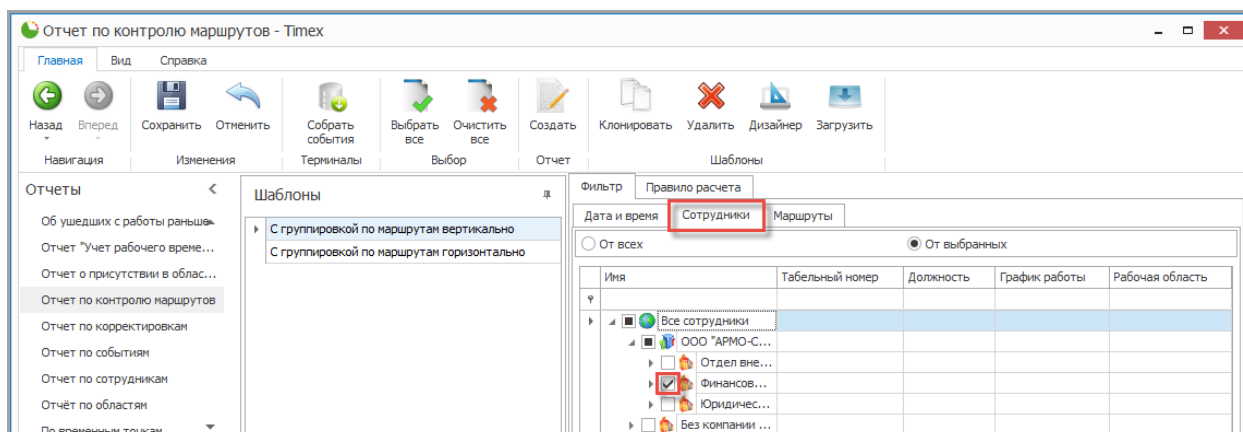 Отчет по контролю маршрутов - Timex
Главная Вид Справка
Назад Вперед Сохранить Отменить Собрать события Выбрать все Очистить все Создать Клонировать Удалить Дизайнер Загрузить
Навигация Изменения Терминалы Выбор Отчет Шаблоны
Отчеты
Об ушедших с работы раньше
Отчет "Учет рабочего време...
Отчет о присутствии в облас...
Отчет по контролю маршрутов
Отчет по корректировкам
Отчет по событиям
Отчет по сотрудникам
Отчёт по областям
По временным точкам
Шаблоны
С группировкой по маршрутам вертикально
С группировкой по маршрутам горизонтально
Фильтр Правило расчета
Дата и время Сотрудники Маршруты
От всех От выбранных
Имя Табельный номер Должность График работы Рабочая область
Все сотрудники
ООО "АРМО-С...
Отдел вне...
Финансов...
Юридичес...
Без компании ...